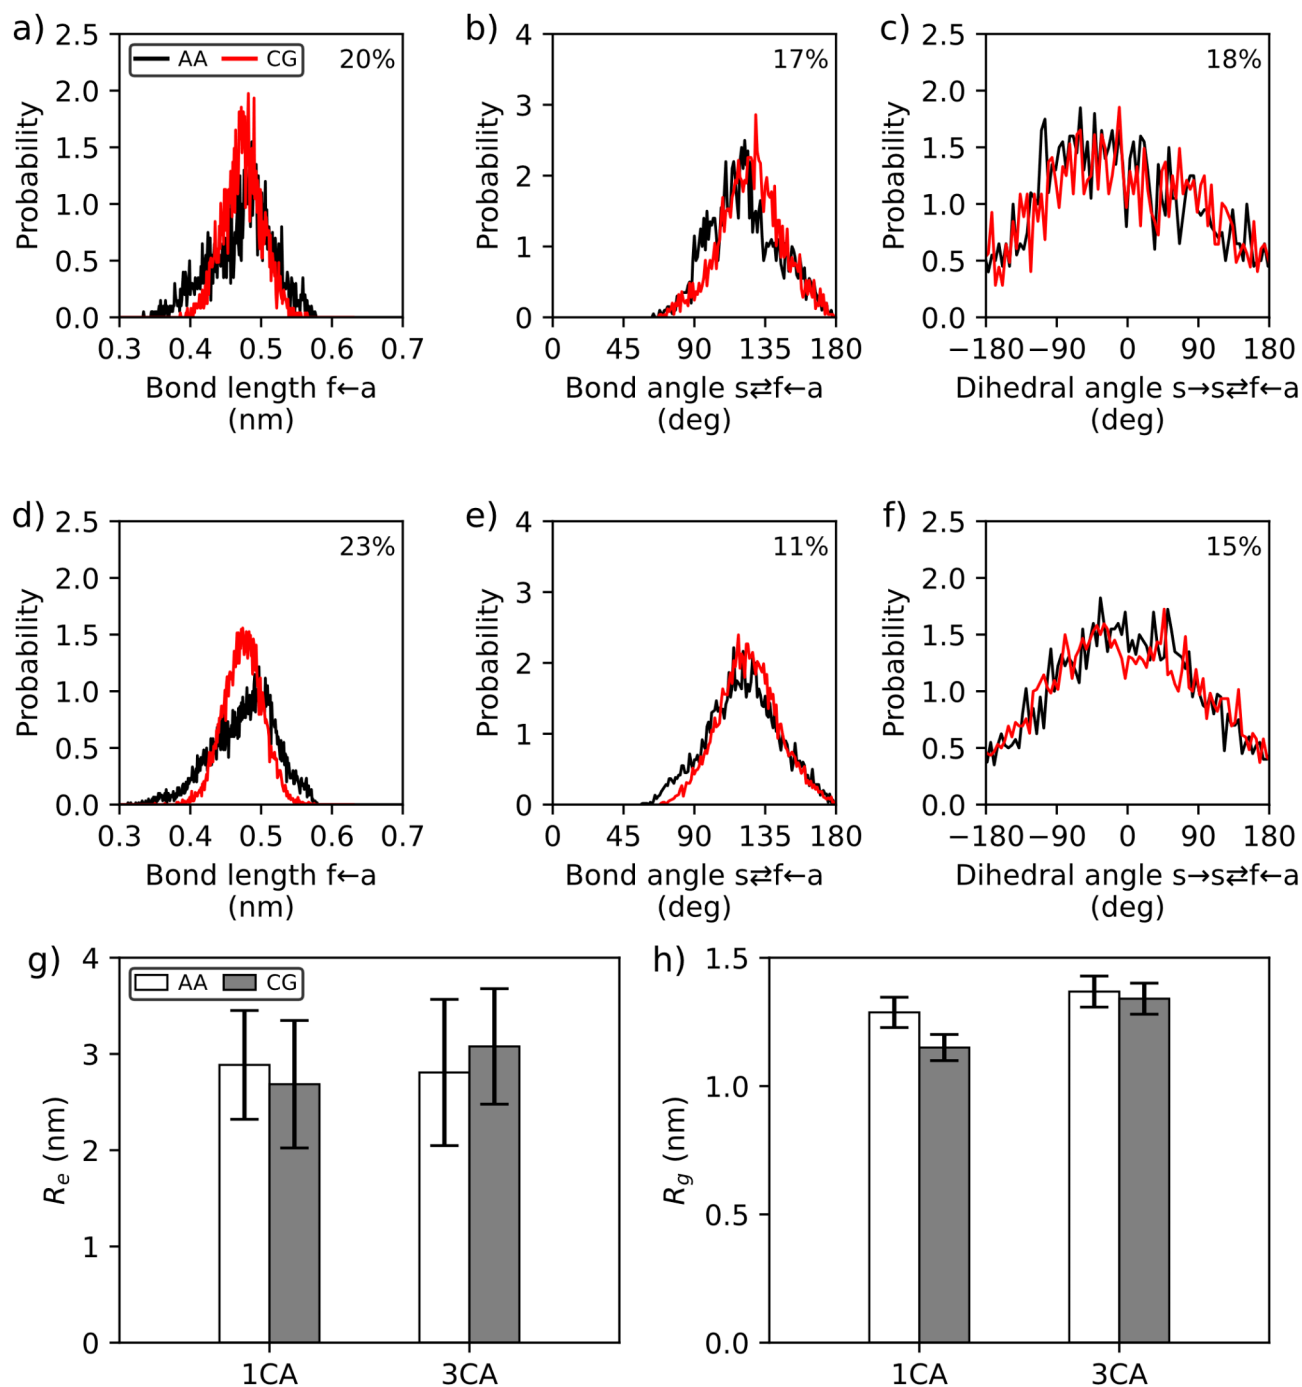 a)
2.5
2.0
1.5
1.0
0.5
0.0
Probability
AA CG
20%
0.3 0.4 0.5 0.6 0.7
Bond length f←a
(nm)
b)
4
3
2
1
0
Probability
17%
0 45 90 135 180
Bond angle s⇄f←a
(deg)
c)
2.5
2.0
1.5
1.0
0.5
0.0
Probability
18%
−180 −90 0 90 180
Dihedral angle s→s⇄f←a
(deg)
d)
2.5
2.0
1.5
1.0
0.5
0.0
Probability
23%
0.3 0.4 0.5 0.6 0.7
Bond length f←a
(nm)
e)
4
3
2
1
0
Probability
11%
0 45 90 135 180
Bond angle s⇄f←a
(deg)
f)
2.5
2.0
1.5
1.0
0.5
0.0
Probability
15%
−180 −90 0 90 180
Dihedral angle s→s⇄f←a
(deg)
g)
4
3
2
1
0
R_e (nm)
AA CG
1CA 3CA
h)
1.5
1.0
0.5
0.0
R_g (nm)
1CA 3CA